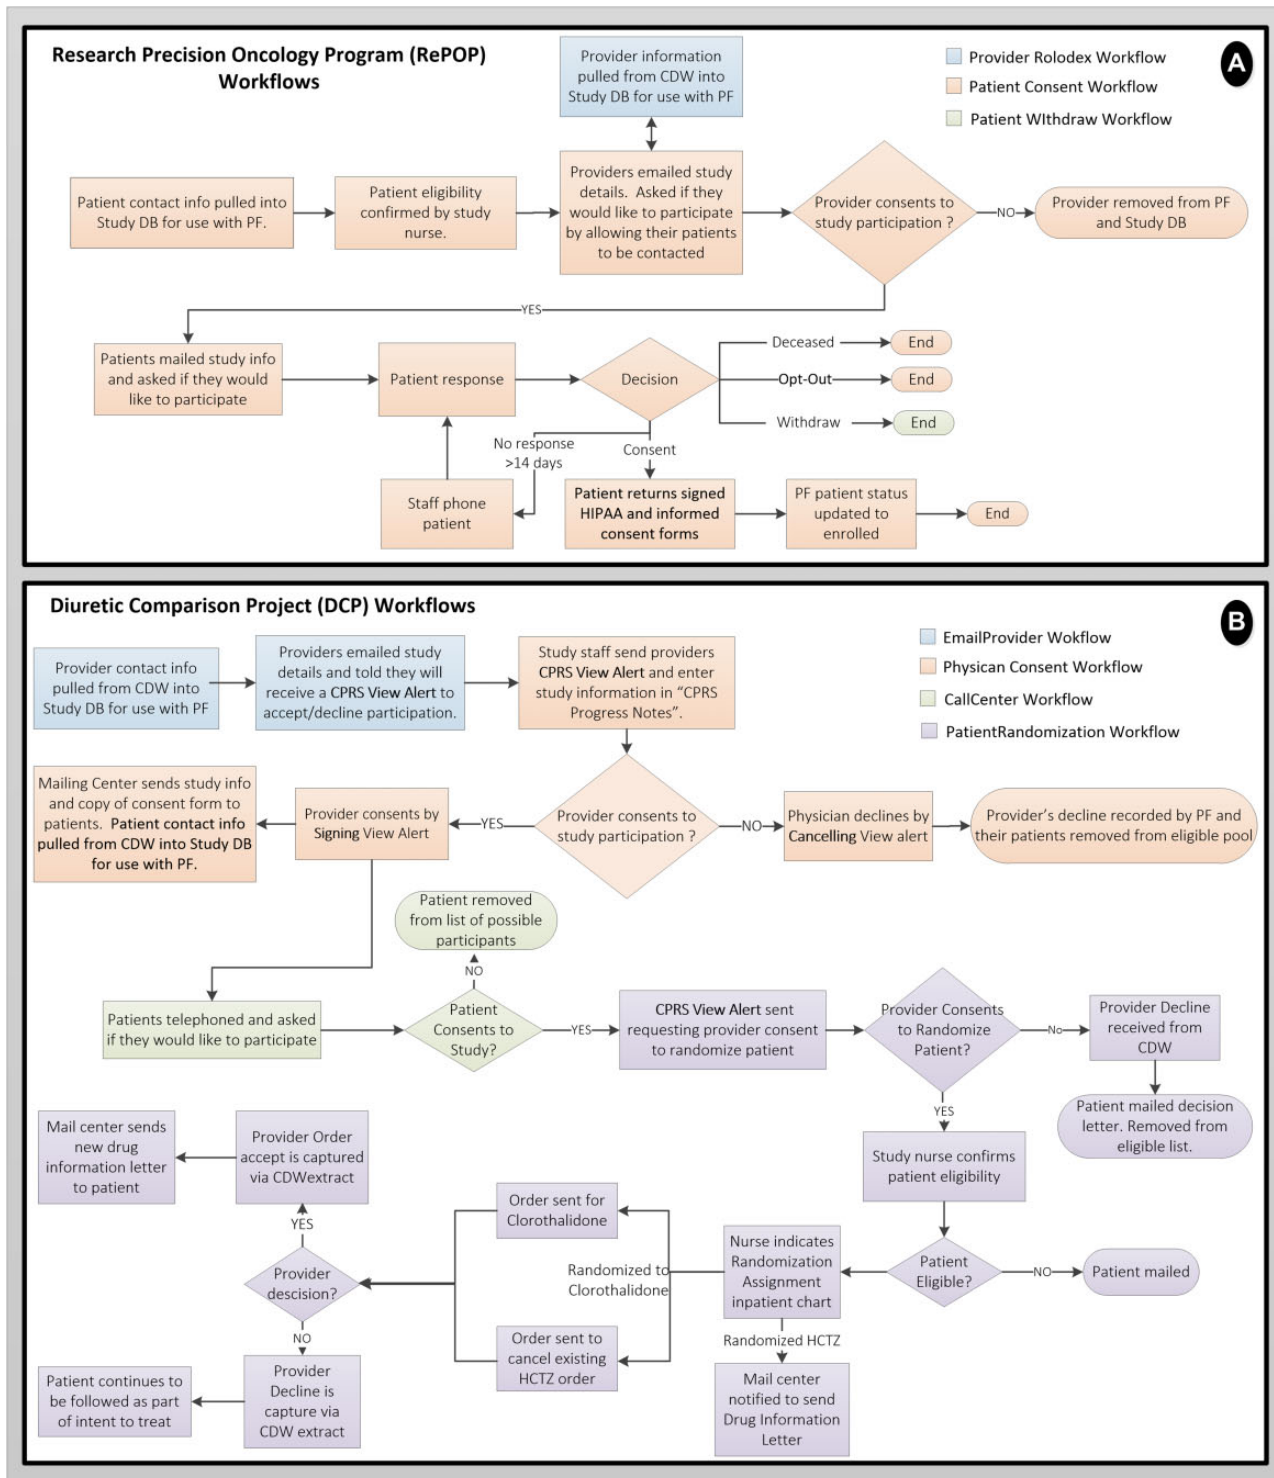 Research Precision Oncology Program (RePOP)
Workflows
Provider information
pulled from CDW into
Study DB for use with PF
Provider Rolodex Workflow
Patient Consent Workflow
Patient WIthdraw Workflow
A
Patient contact info pulled into
Study DB for use with PF.
Patient eligibility
confirmed by study
nurse.
Providers emailed study
details. Asked if they
would like to participate
by allowing their patients
to be contacted
Provider consents to
study participation ?
NO
Provider removed from PF
and Study DB
YES
Patients mailed study info
and asked if they would
like to participate
Patient response
Decision
Deceased
End
Opt-Out
End
Withdraw
End
No response
>14 days
Consent
Staff phone
patient
Patient returns signed
HIPAA and informed
consent forms
PF patient status
updated to
enrolled
End
Diuretic Comparison Project (DCP) Workflows
B
EmailProvider Wokflow
Physican Consent Workflow
CallCenter Workflow
PatientRandomization Workflow
Provider contact info
pulled from CDW into
Study DB for use with PF
Providers emailed study
details and told they will
receive a CPRS View Alert to
accept/decline participation.
Study staff send providers
CPRS View Alert and enter
study information in “CPRS
Progress Notes”.
Mailing Center sends study info
and copy of consent form to
patients. Patient contact info
pulled from CDW into Study DB
for use with PF.
Provider consents by
Signing View Alert
YES
Provider consents to
study participation ?
NO
Physician declines by
Cancelling View alert
Provider’s decline recorded by PF and
their patients removed from eligible pool
Patient removed
from list of possible
participants
NO
Patients telephoned and asked
if they would like to participate
Patient
Consents to
Study?
YES
CPRS View Alert sent
requesting provider consent
to randomize patient
Provider Consents
to Randomize
Patient?
No
Provider Decline
received from
CDW
YES
Patient mailed decision
letter. Removed from
eligible list.
Mail center sends
new drug
information letter
to patient
Provider Order
accept is captured
via CDWextract
Study nurse confirms
patient eligibility
YES
Order sent for
Clorothalidone
Provider
descision?
Randomized to
Clorothalidone
Nurse indicates
Randomization
Assignment
inpatient chart
Patient
Eligible?
NO
Patient mailed
NO
Order sent to
cancel existing
HCTZ order
Randomized HCTZ
Patient continues to
be followed as part
of intent to treat
Provider
Decline is
capture via
CDW extract
Mail center
notified to send
Drug Information
Letter